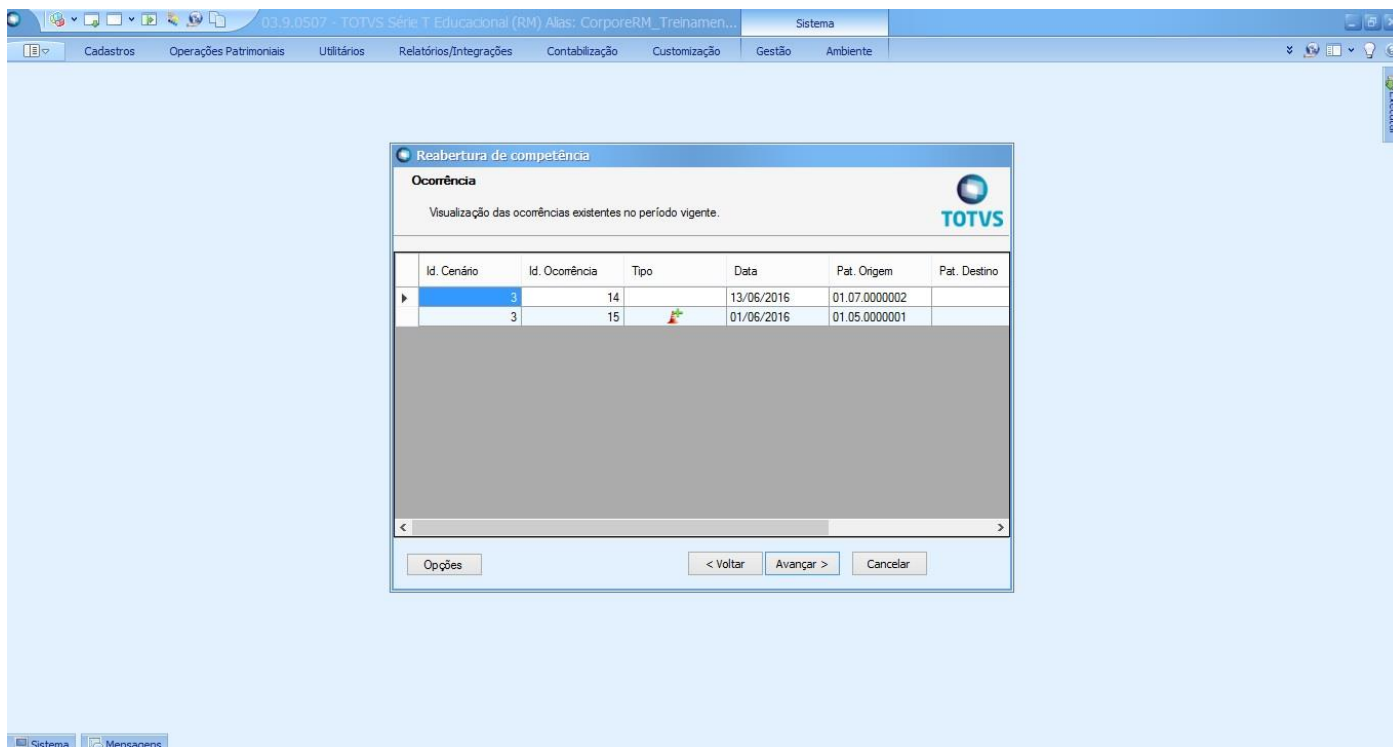 03.9.0507 - TOTVS Série T Educacional (RM) Alias: CorporeRM_Treinamen...
Sistema
Cadastros Operações Patrimoniais Utilitários Relatórios/Integrações Contabilização Customização Gestão Ambiente
Reabertura de competência
Ocorrência
Visualização das ocorrências existentes no período vigente.
TOTVS
Id. Cenário Id. Ocorrência Tipo Data Pat. Origem Pat. Destino
3 14 13/06/2016 01.07.0000002
3 15 01/06/2016 01.05.0000001
Opções < Voltar Avançar > Cancelar
Sistema Mensagens